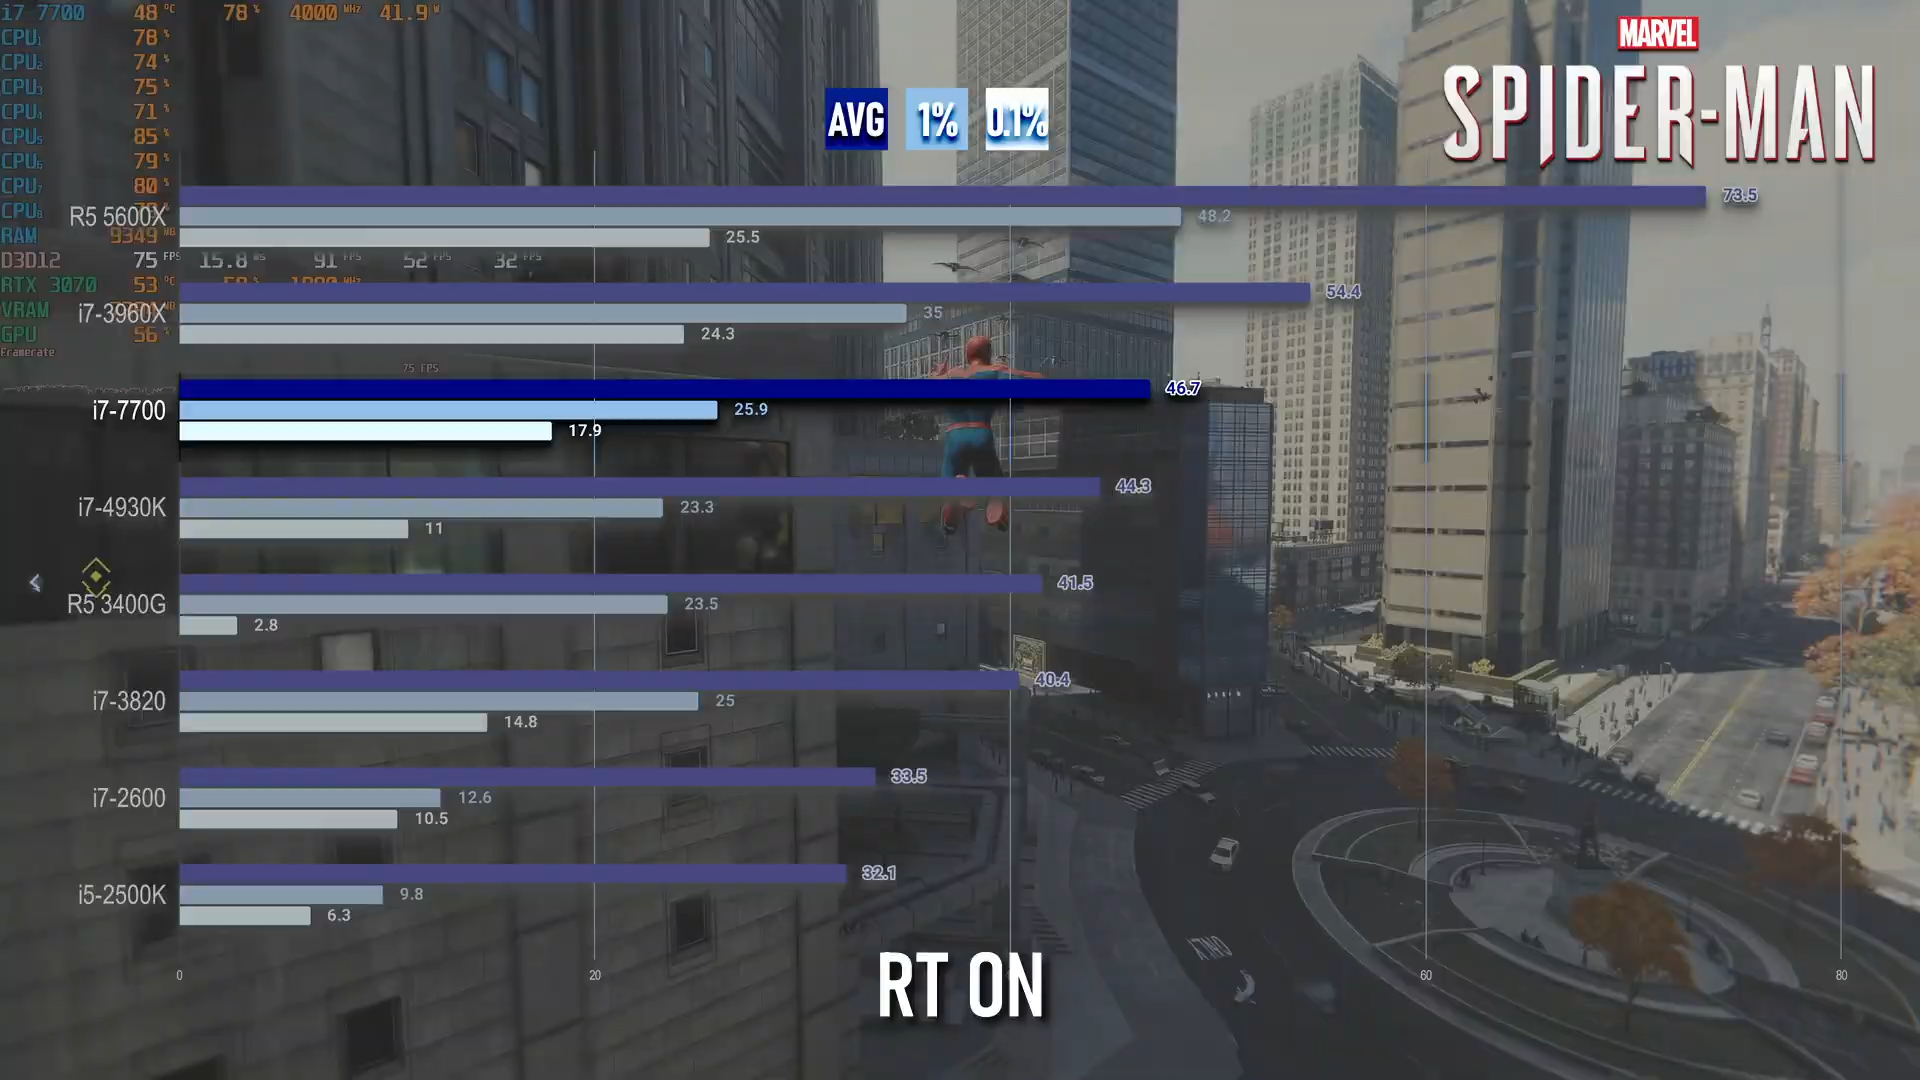 i7 7700 48 °C 78 % 4000 MHz 41.9 W
CPU1 78 %
CPU2 74 %
CPU3 75 %
CPU4 71 %
CPU5 85 %
CPU6 79 %
CPU7 80 %
CPU8
RAM 9349 MB
D3D12 75 FPS 15.8 ms 91 FPS 52 FPS 32 FPS
RTX 3070 53 °C
VRAM
GPU 56 %
Framerate
75 FPS
MARVEL
SPIDER-MAN
AVG 1% 0.1%
R5 5600X
73.5
48.2
25.5
i7-3960X
54.4
35
24.3
i7-7700
46.7
25.9
17.9
i7-4930K
44.3
23.3
11
R5 3400G
41.5
23.5
2.8
i7-3820
40.4
25
14.8
i7-2600
33.5
12.6
10.5
i5-2500K
32.1
9.8
6.3
0 20 60 80
RT ON
ONLY